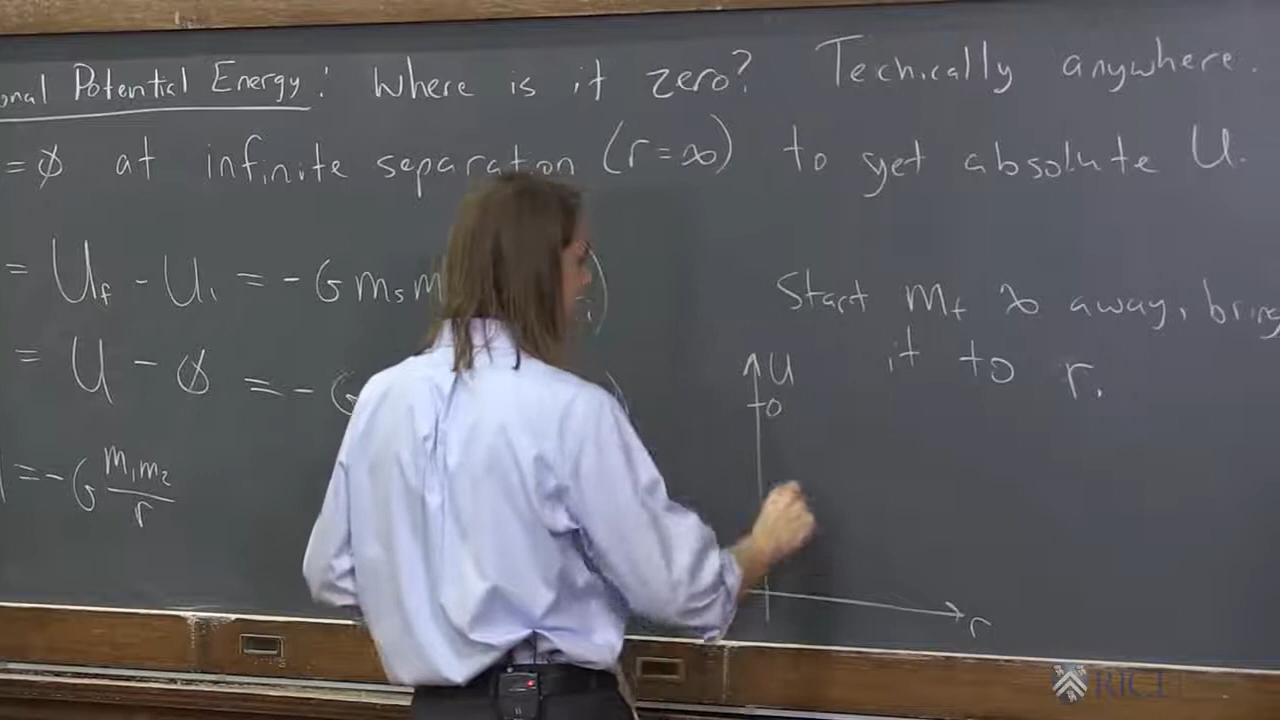 onal Potential Energy: Where is it zero? Techically anywhere.
=∅ at infinite separation (r=∞) to get absolute U.
= U_f - U_i = -G m_s m
Start m_t ∞ away, bring
it to r.
= U - ∅ = - G
U
0
= -G m₁m₂/r
r
RICE